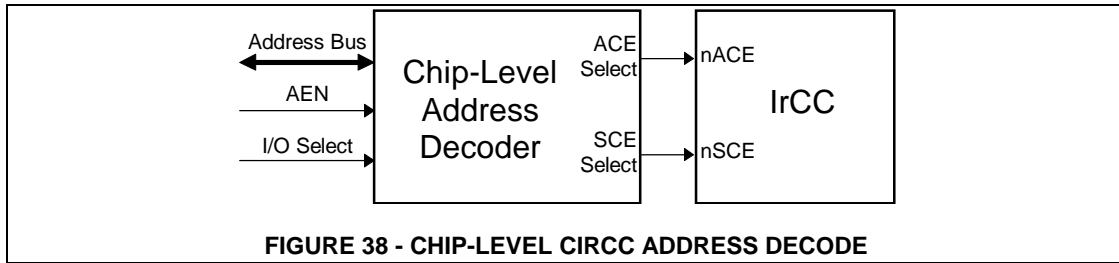 Address Bus
AEN
I/O Select
Chip-Level
Address
Decoder
ACE
Select
SCE
Select
nACE
nSCE
IrCC
FIGURE 38 - CHIP-LEVEL CIRCC ADDRESS DECODE